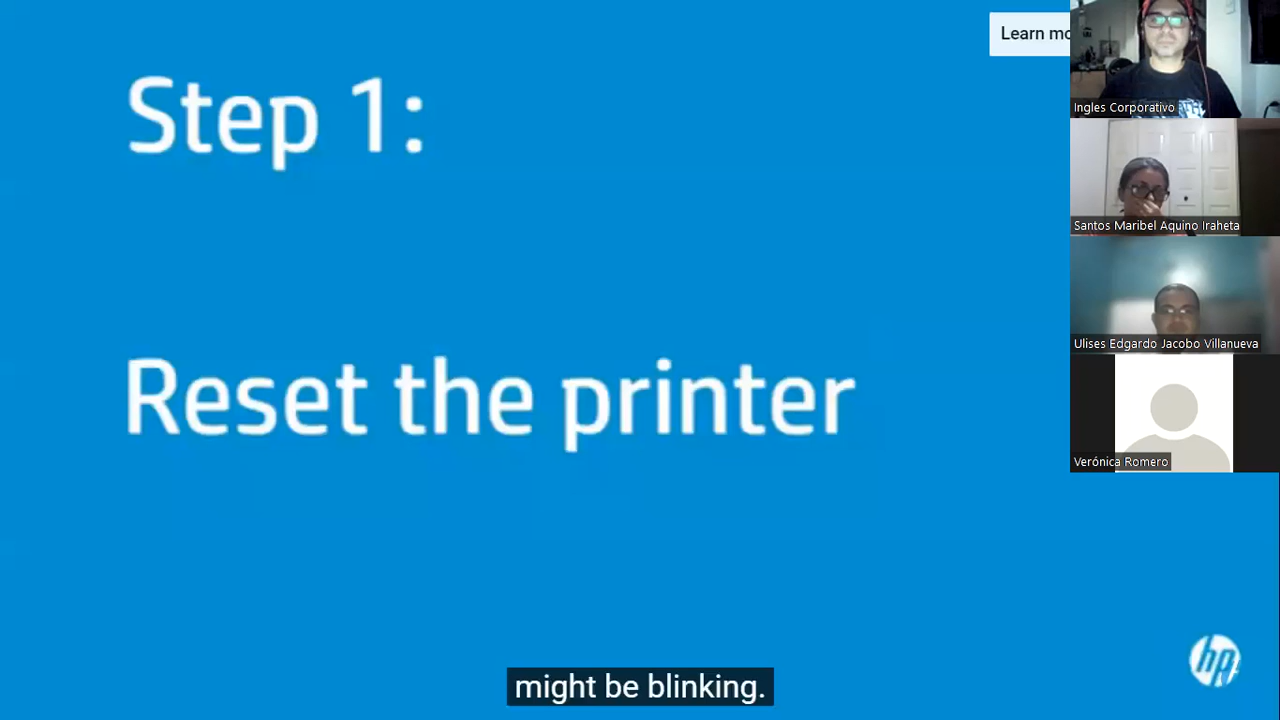 Learn mo
Step 1:
Ingles Corporativo
Santos Maribel Aquino Iraheta
Ulises Edgardo Jacobo Villanueva
Reset the printer
Verónica Romero
hp
might be blinking.